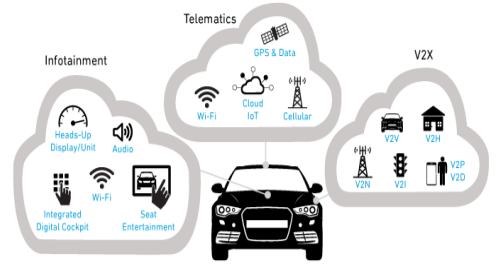 Telematics
GPS & Data
Wi-Fi
Cloud
IoT
Cellular
Infotainment
Heads-Up
Display/Unit
Audio
Wi-Fi
Integrated
Digital Cockpit
Seat
Entertainment
V2X
V2V
V2H
V2N
V2I
V2P
V2D